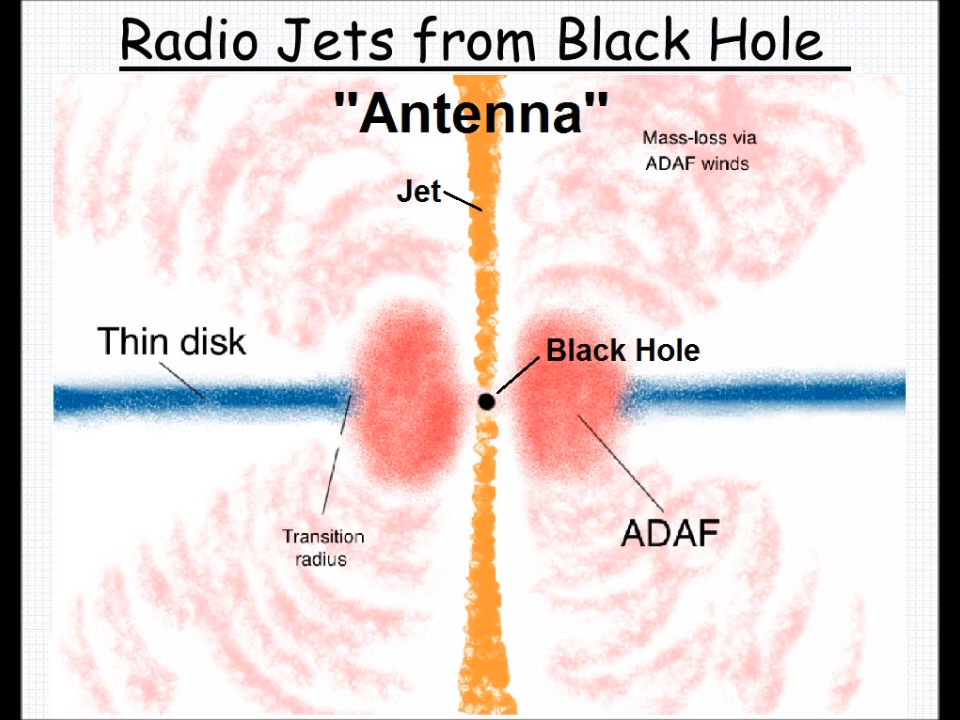 Radio Jets from Black Hole
"Antenna"
Mass-loss via
ADAF winds
Jet
Thin disk
Black Hole
Transition
radius
ADAF